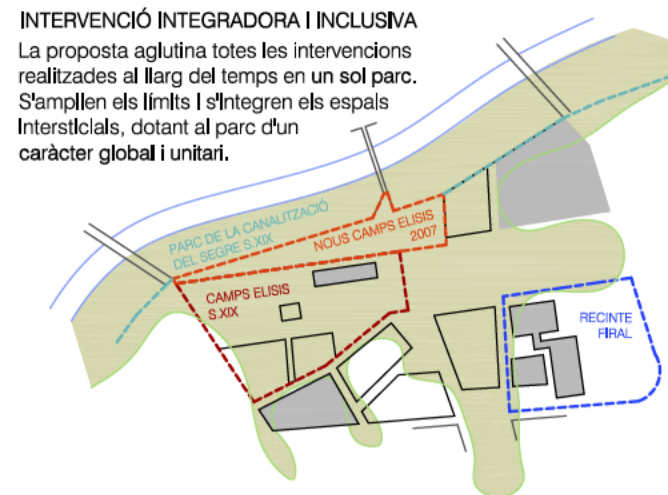 INTERVENCIÓ INTEGRADORA I INCLUSIVA
La proposta aglutina totes les intervencions
realitzades al llarg del temps en un sol parc.
S'amplien els límits i s'integren els espais
intersticials, dotant al parc d'un
caràcter global i unitari.
PARC DE LA CANALITZACIÓ
DEL SEGRE S.XIX
NOUS CAMPS ELISIS
2007
CAMPS ELISIS
S.XIX
RECINTE
FIRAL